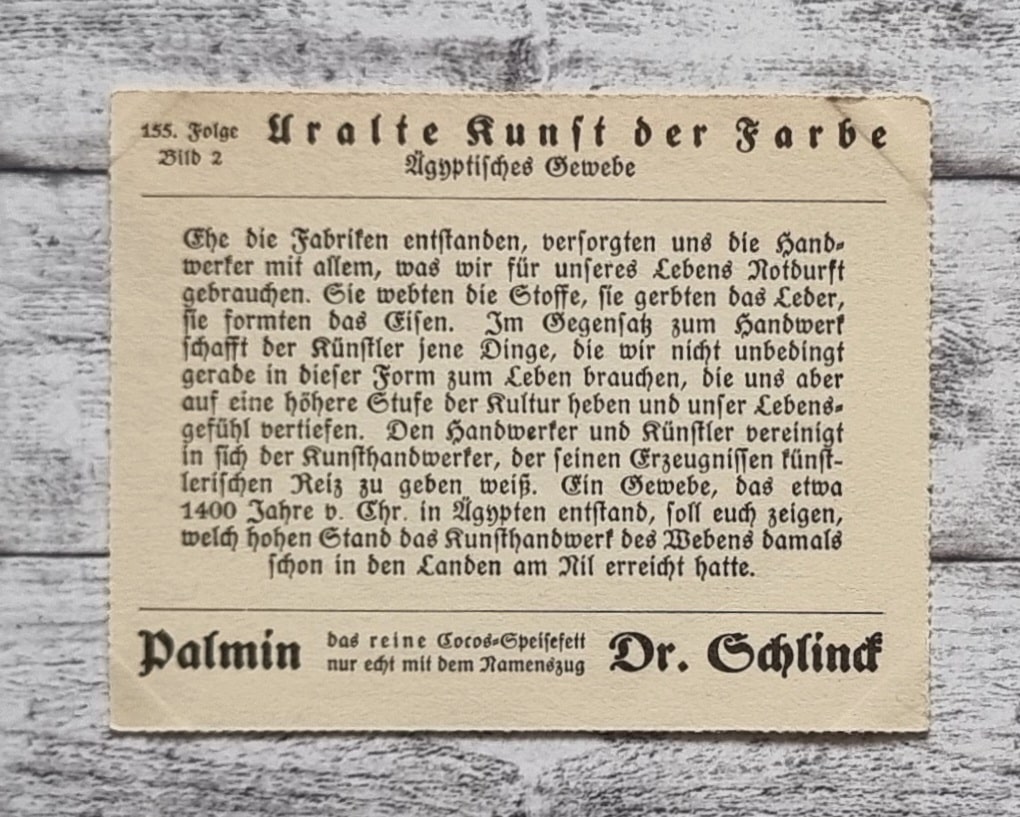 155. Folge Uralte Kunst der Farbe
Bild 2 Ägyptisches Gewebe
Ehe die Fabriken entstanden, versorgten uns die Hand-
werker mit allem, was wir für unseres Lebens Notdurft
gebrauchen. Sie webten die Stoffe, sie gerbten das Leder,
sie formten das Eisen. Im Gegensatz zum Handwerk
schafft der Künstler jene Dinge, die wir nicht unbedingt
gerade in dieser Form zum Leben brauchen, die uns aber
auf eine höhere Stufe der Kultur heben und unser Lebens-
gefühl vertiefen. Den Handwerker und Künstler vereinigt
in sich der Kunsthandwerker, der seinen Erzeugnissen künst-
lerischen Reiz zu geben weiß. Ein Gewebe, das etwa
1400 Jahre v. Chr. in Ägypten entstand, soll euch zeigen,
welch hohen Stand das Kunsthandwerk des Webens damals
schon in den Landen am Nil erreicht hatte.
Palmin das reine Cocos-Speisefett Dr. Schlinck
nur echt mit dem Namenszug